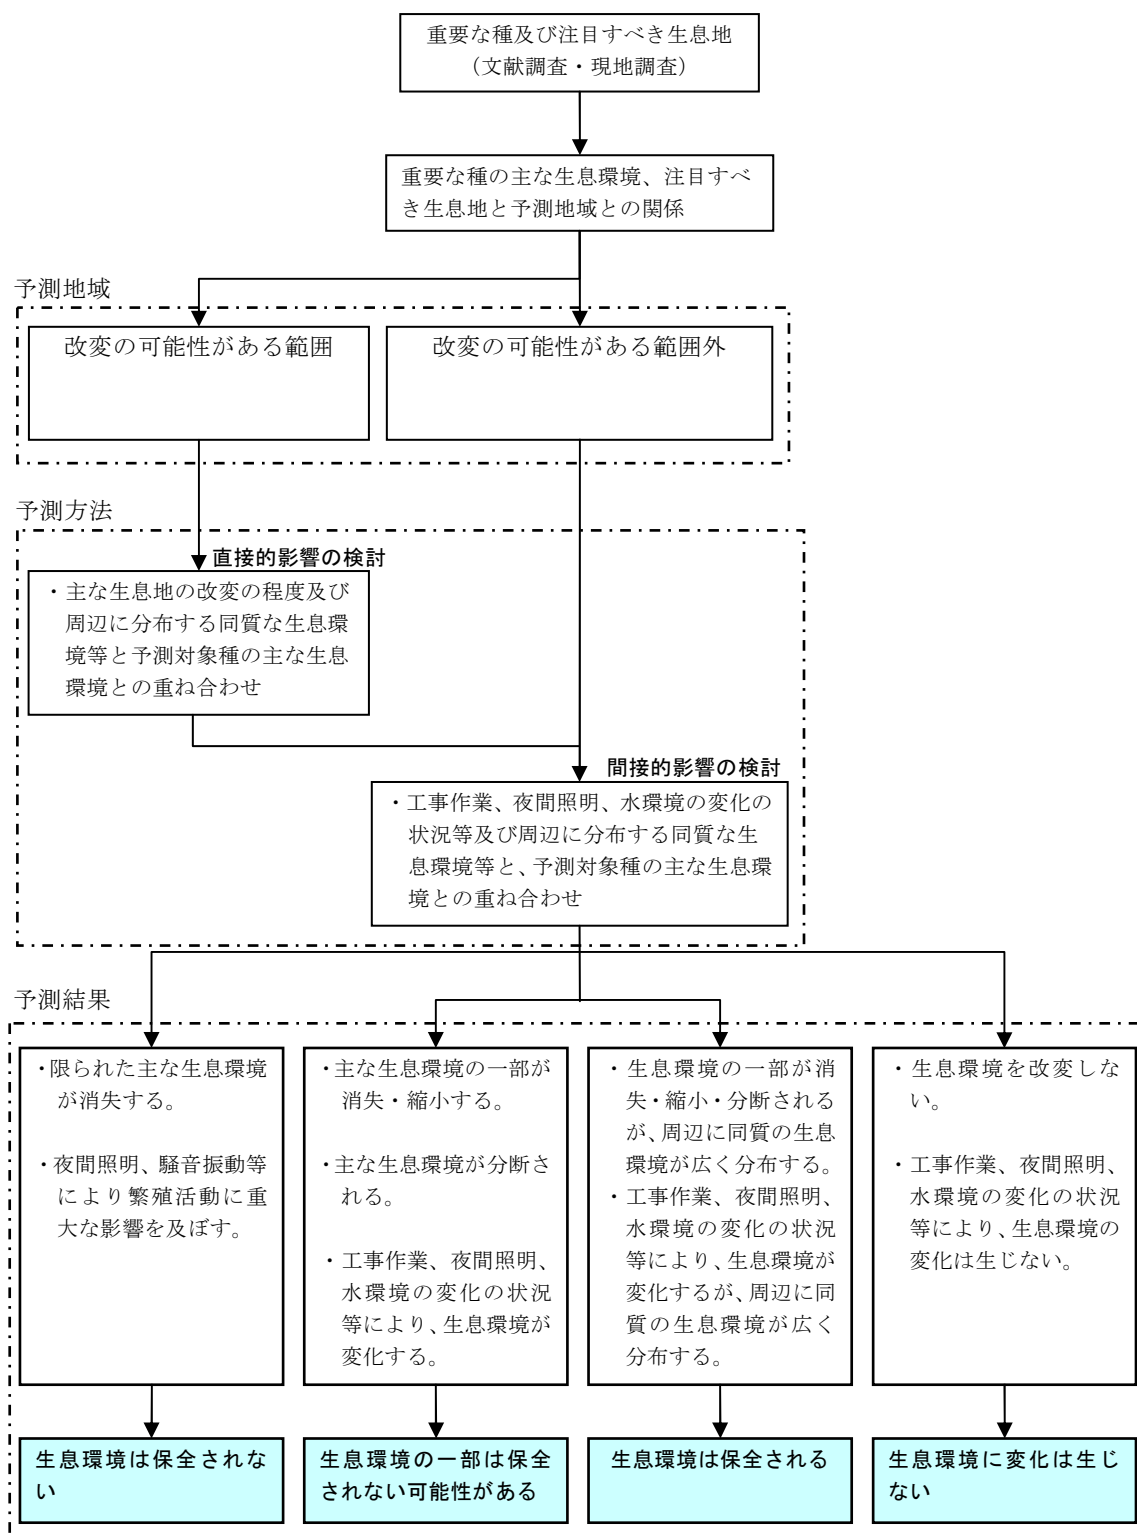 重要な種及び注目すべき生息地
（文献調査・現地調査）
重要な種の主な生息環境、注目すべ
き生息地と予測地域との関係
予測地域
改変の可能性がある範囲
改変の可能性がある範囲外
予測方法
直接的影響の検討
・主な生息地の改変の程度及び
周辺に分布する同質な生息環
境等と予測対象種の主な生息
環境との重ね合わせ
間接的影響の検討
・工事作業、夜間照明、水環境の変化の
状況等及び周辺に分布する同質な生
息環境等と、予測対象種の主な生息環
境との重ね合わせ
予測結果
・限られた主な生息環境
が消失する。
・夜間照明、騒音振動等
により繁殖活動に重
大な影響を及ぼす。
・主な生息環境の一部が
消失・縮小する。
・主な生息環境が分断さ
れる。
・工事作業、夜間照明、
水環境の変化の状況
等により、生息環境が
変化する。
・生息環境の一部が消
失・縮小・分断される
が、周辺に同質の生息
環境が広く分布する。
・工事作業、夜間照明、
水環境の変化の状況
等により、生息環境が
変化するが、周辺に同
質の生息環境が広く
分布する。
・生息環境を改変しな
い。
・工事作業、夜間照明、
水環境の変化の状況
等により、生息環境の
変化は生じない。
生息環境は保全されな
い
生息環境の一部は保全
されない可能性がある
生息環境は保全される
生息環境に変化は生じ
ない